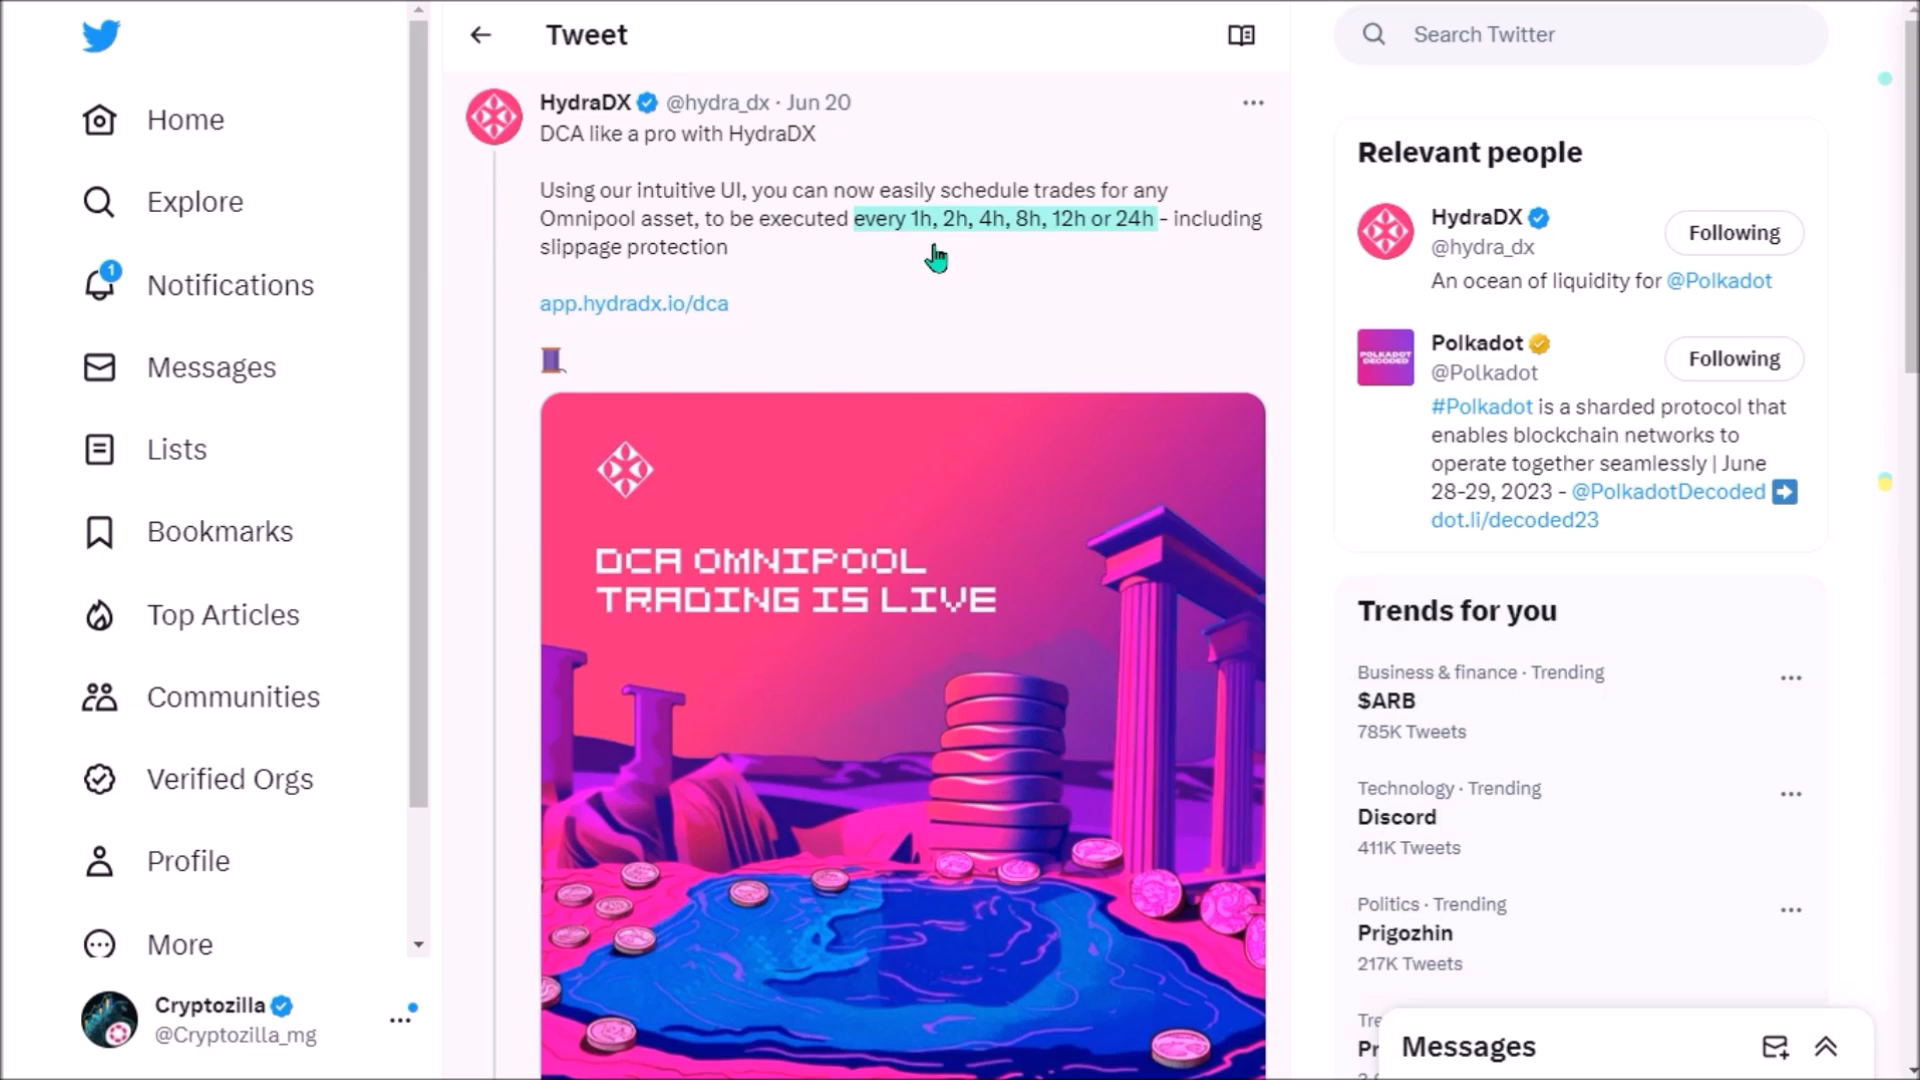 Home
Explore
1
Notifications
Messages
Lists
Bookmarks
Top Articles
Communities
Verified Orgs
Profile
More
Cryptozilla
@Cryptozilla_mg
Tweet
HydraDX @hydra_dx · Jun 20
DCA like a pro with HydraDX
Using our intuitive UI, you can now easily schedule trades for any
Omnipool asset, to be executed every 1h, 2h, 4h, 8h, 12h or 24h - including
slippage protection
app.hydradx.io/dca
DCA OMNIPOOL
TRADING IS LIVE
Search Twitter
Relevant people
HydraDX
@hydra_dx
Following
An ocean of liquidity for @Polkadot
POLKADOT
DECODED
Polkadot
@Polkadot
Following
#Polkadot is a sharded protocol that
enables blockchain networks to
operate together seamlessly | June
28-29, 2023 - @PolkadotDecoded
dot.li/decoded23
Trends for you
Business & finance · Trending
$ARB
785K Tweets
Technology · Trending
Discord
411K Tweets
Politics · Trending
Prigozhin
217K Tweets
Messages